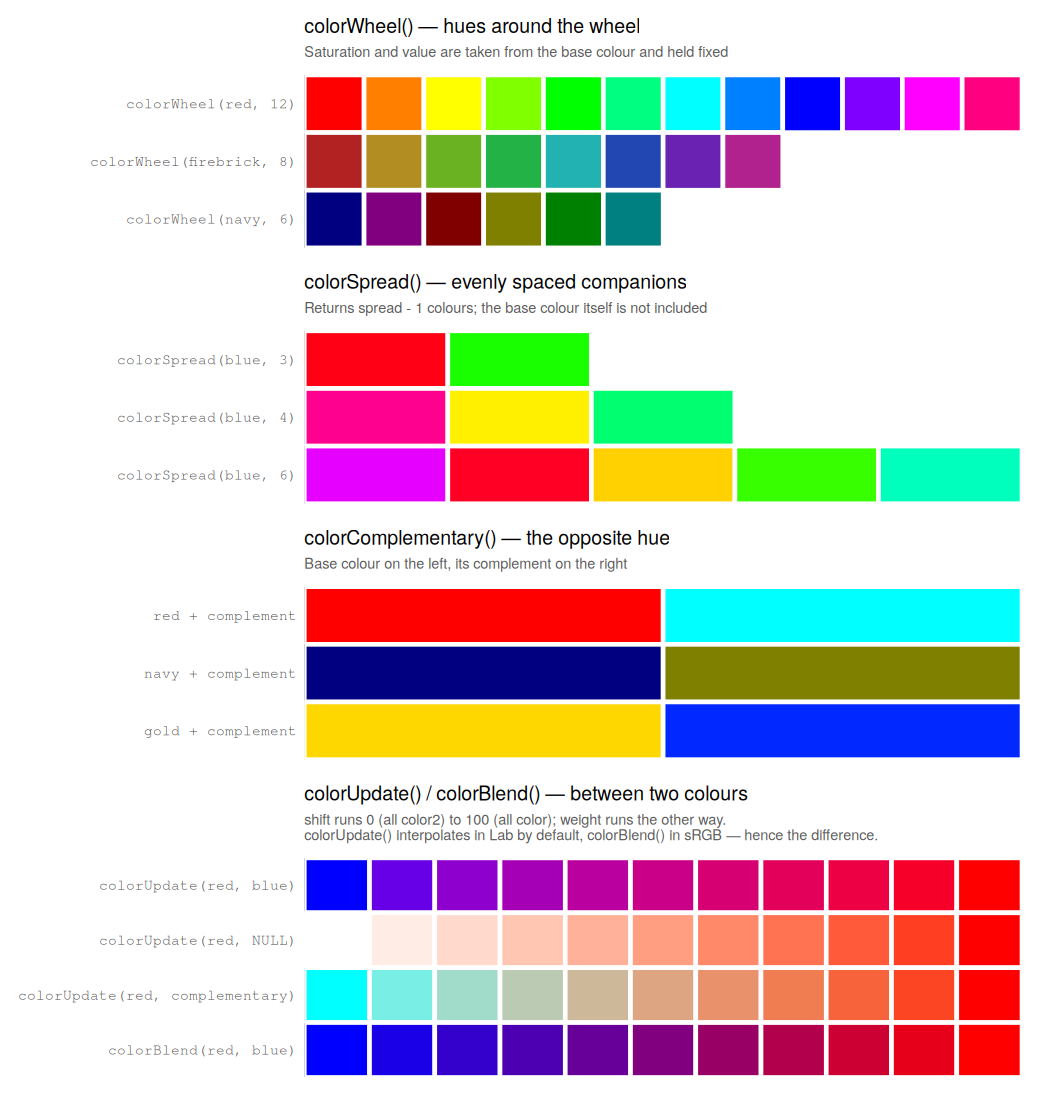 colorWheel() — hues around the wheel
Saturation and value are taken from the base colour and held fixed
colorWheel(red, 12)
colorWheel(firebrick, 8)
colorWheel(navy, 6)
colorSpread() — evenly spaced companions
Returns spread - 1 colours; the base colour itself is not included
colorSpread(blue, 3)
colorSpread(blue, 4)
colorSpread(blue, 6)
colorComplementary() — the opposite hue
Base colour on the left, its complement on the right
red + complement
navy + complement
gold + complement
colorUpdate() / colorBlend() — between two colours
shift runs 0 (all color2) to 100 (all color); weight runs the other way.
colorUpdate() interpolates in Lab by default, colorBlend() in sRGB — hence the difference.
colorUpdate(red, blue)
colorUpdate(red, NULL)
colorUpdate(red, complementary)
colorBlend(red, blue)